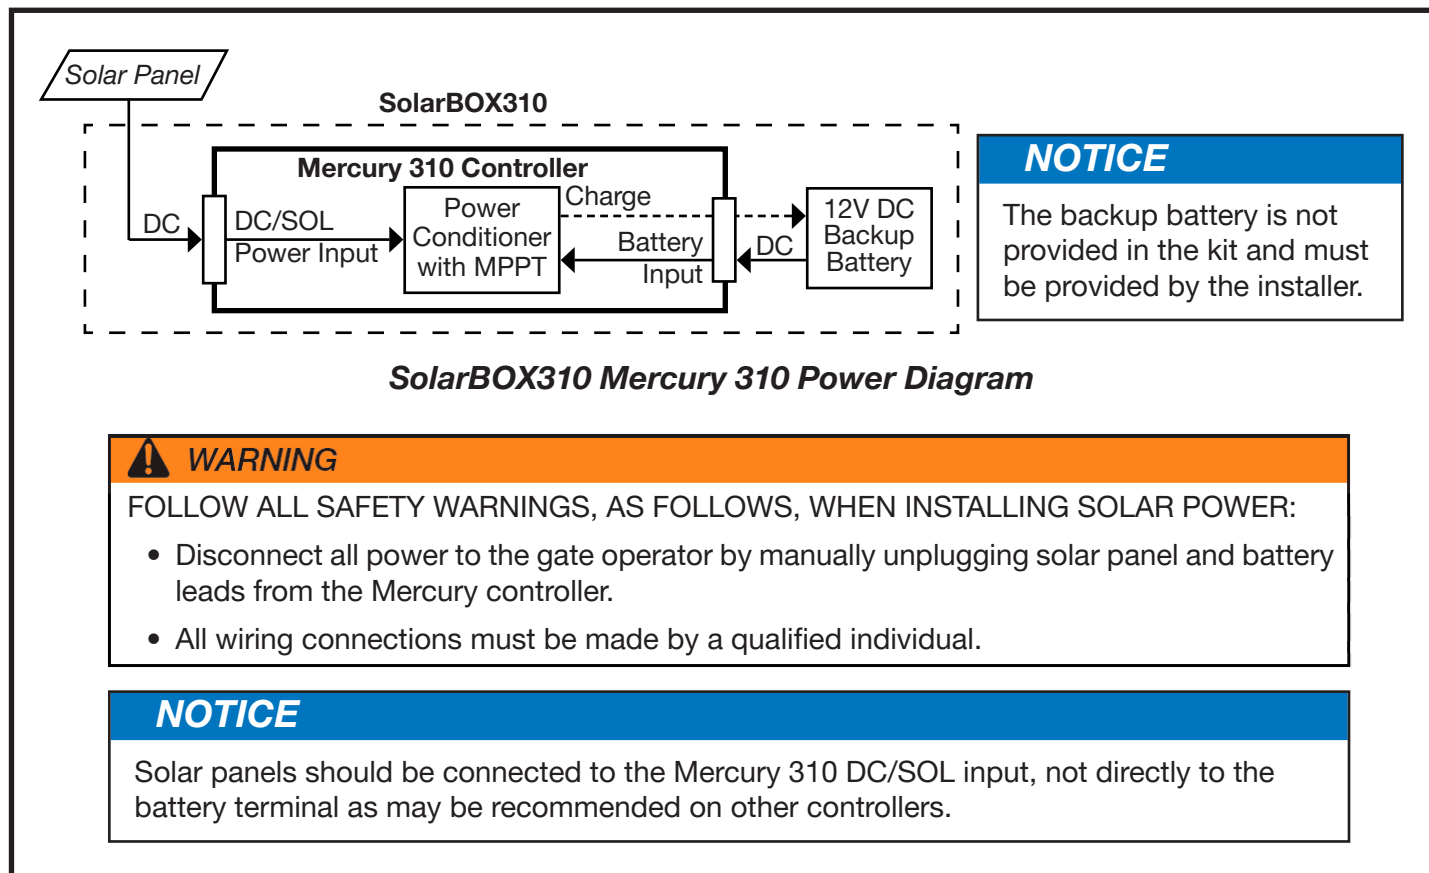 Solar Panel
SolarBOX310
Mercury 310 Controller
DC
DC/SOL
Power Input
Power
Conditioner
with MPPT
Charge
Battery
Input
DC
12V DC
Backup
Battery
NOTICE
The backup battery is not
provided in the kit and must
be provided by the installer.
SolarBOX310 Mercury 310 Power Diagram
WARNING
FOLLOW ALL SAFETY WARNINGS, AS FOLLOWS, WHEN INSTALLING SOLAR POWER:
• Disconnect all power to the gate operator by manually unplugging solar panel and battery
leads from the Mercury controller.
• All wiring connections must be made by a qualified individual.
NOTICE
Solar panels should be connected to the Mercury 310 DC/SOL input, not directly to the
battery terminal as may be recommended on other controllers.